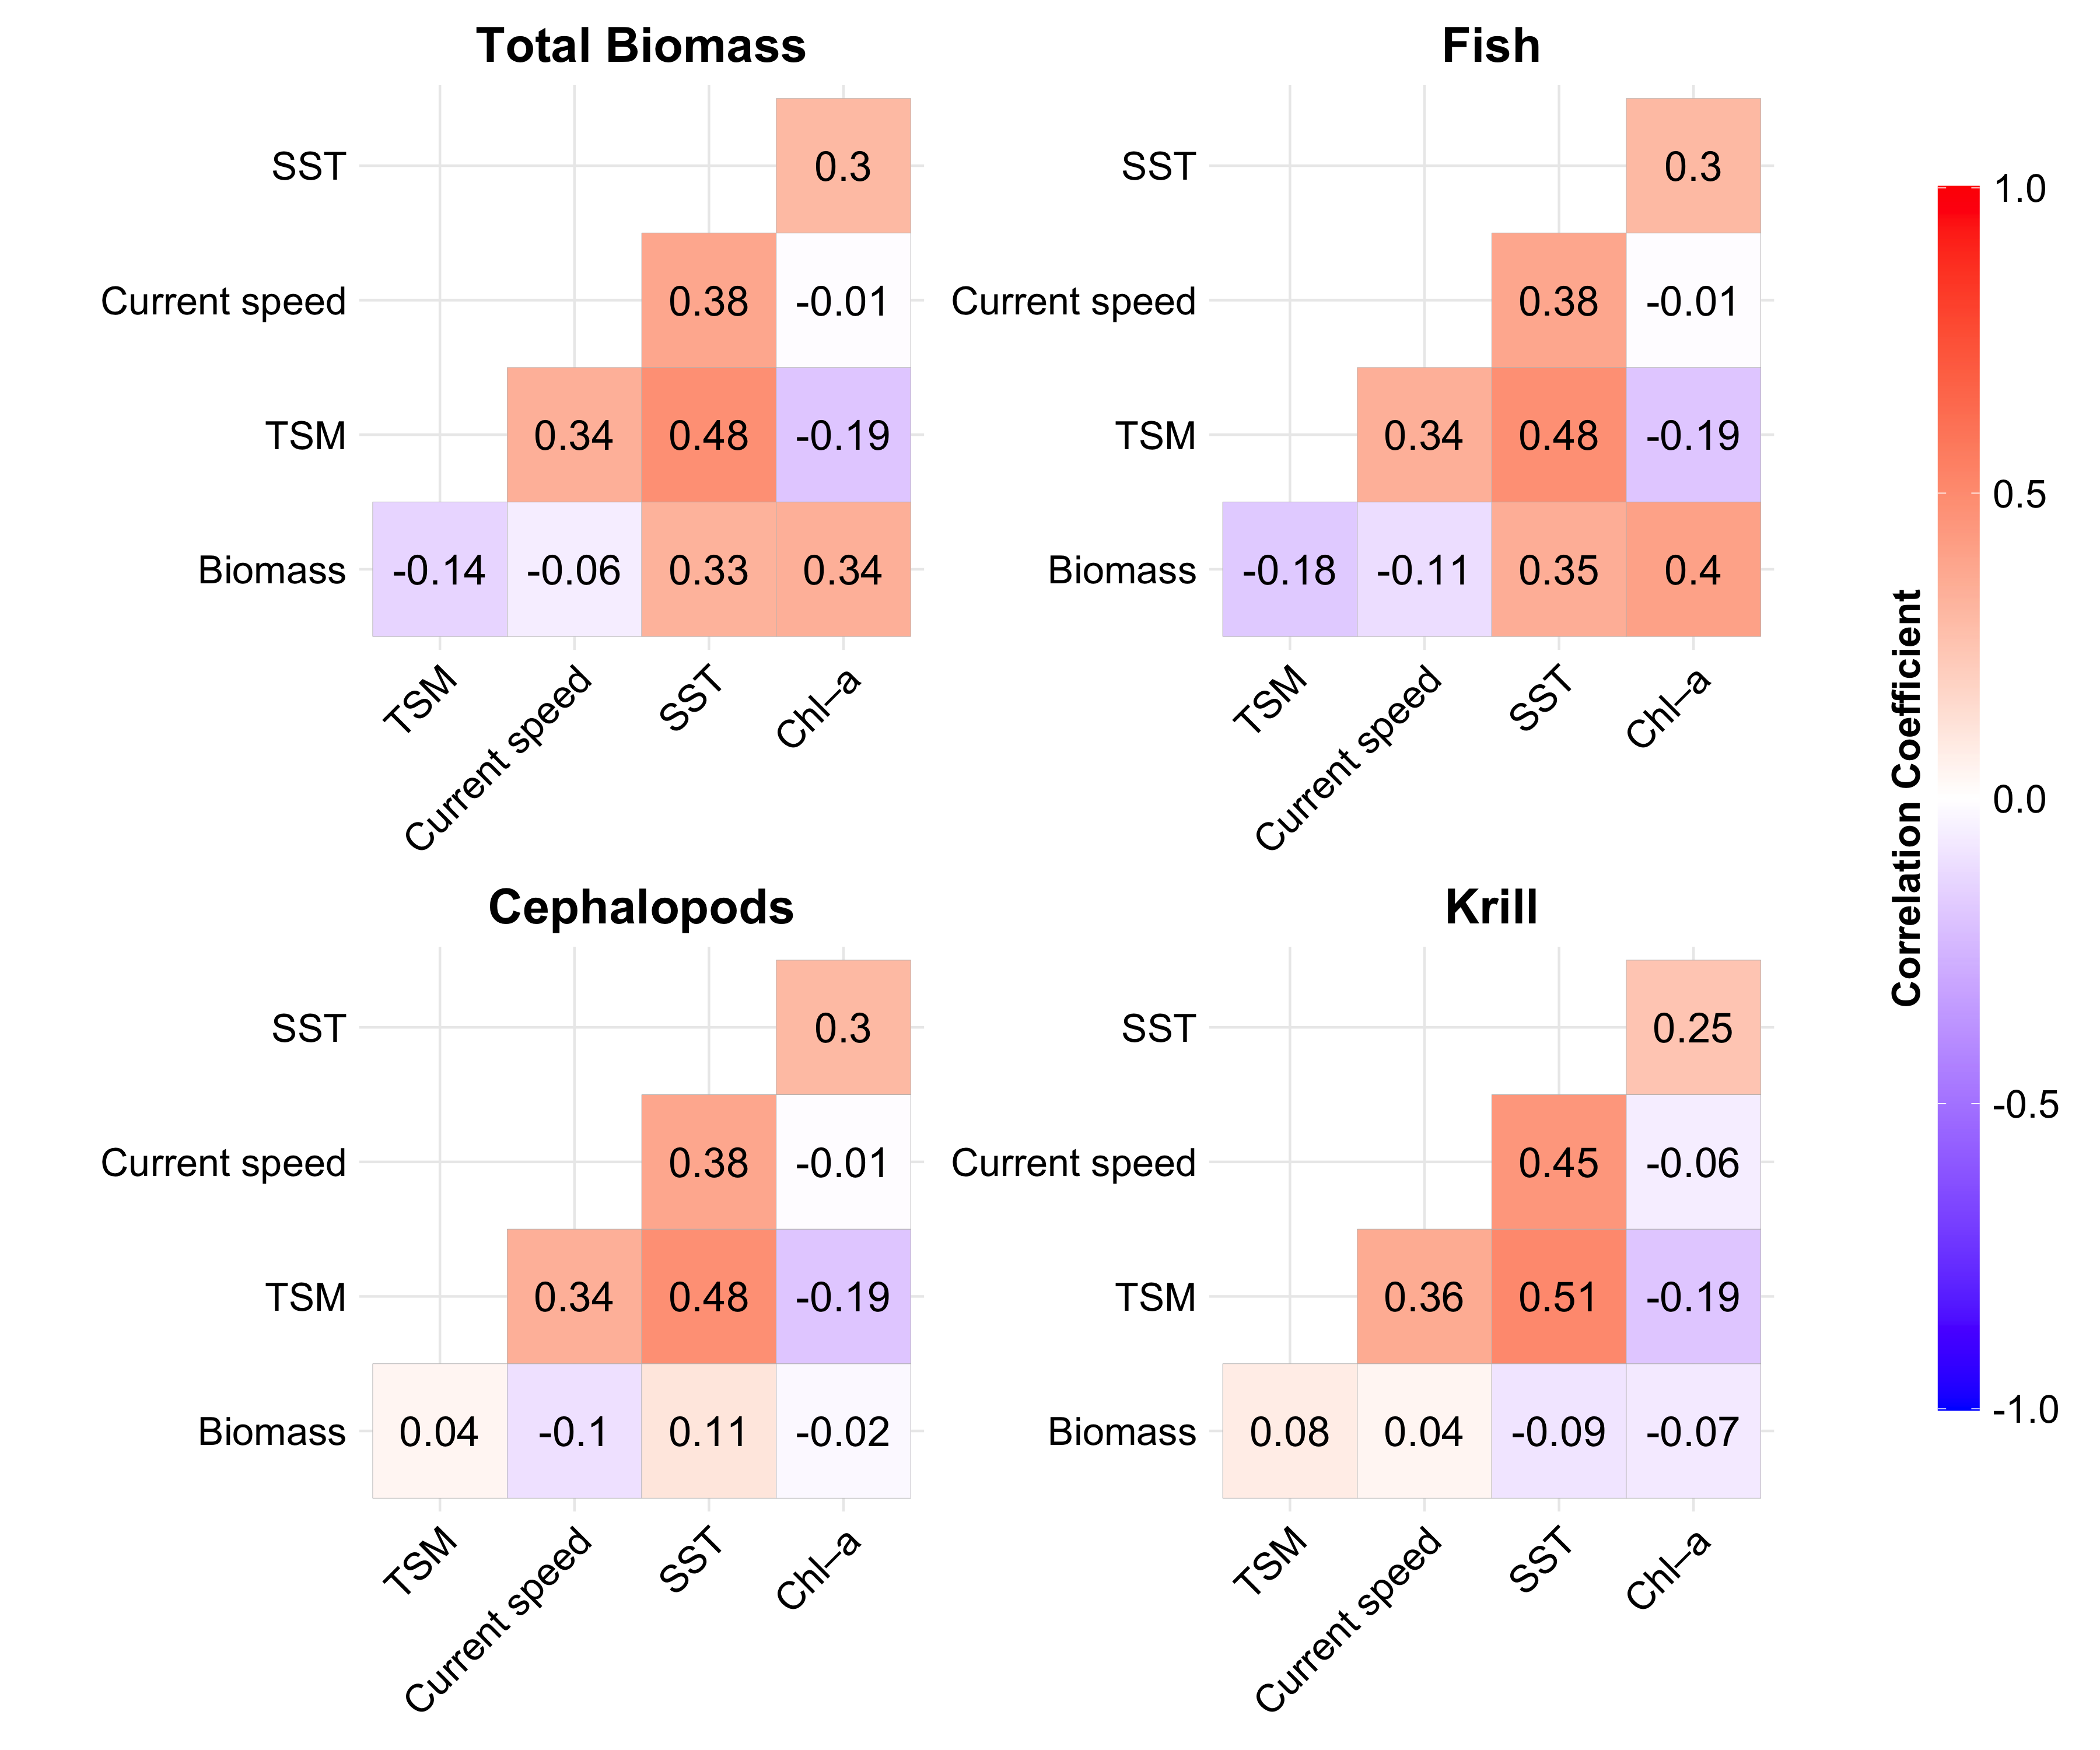 Total Biomass
SST
0.3
Current speed
0.38 -0.01
TSM
0.34 0.48 -0.19
Biomass
-0.14 -0.06 0.33 0.34
TSM
Current speed
SST
Chl–a
Fish
SST
0.3
Current speed
0.38 -0.01
TSM
0.34 0.48 -0.19
Biomass
-0.18 -0.11 0.35 0.4
TSM
Current speed
SST
Chl–a
Cephalopods
SST
0.3
Current speed
0.38 -0.01
TSM
0.34 0.48 -0.19
Biomass
0.04 -0.1 0.11 -0.02
TSM
Current speed
SST
Chl–a
Krill
SST
0.25
Current speed
0.45 -0.06
TSM
0.36 0.51 -0.19
Biomass
0.08 0.04 -0.09 -0.07
TSM
Current speed
SST
Chl–a
Correlation Coefficient
1.0
0.5
0.0
-0.5
-1.0